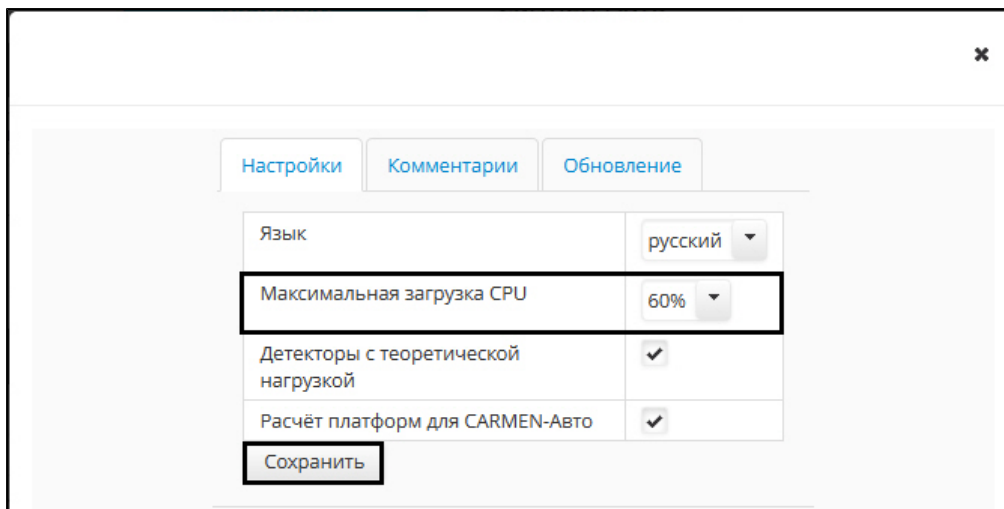 Настройки Комментарии Обновление
Язык русский
Максимальная загрузка CPU 60%
Детекторы с теоретической
нагрузкой
Расчёт платформ для CARMEN-Авто
Сохранить